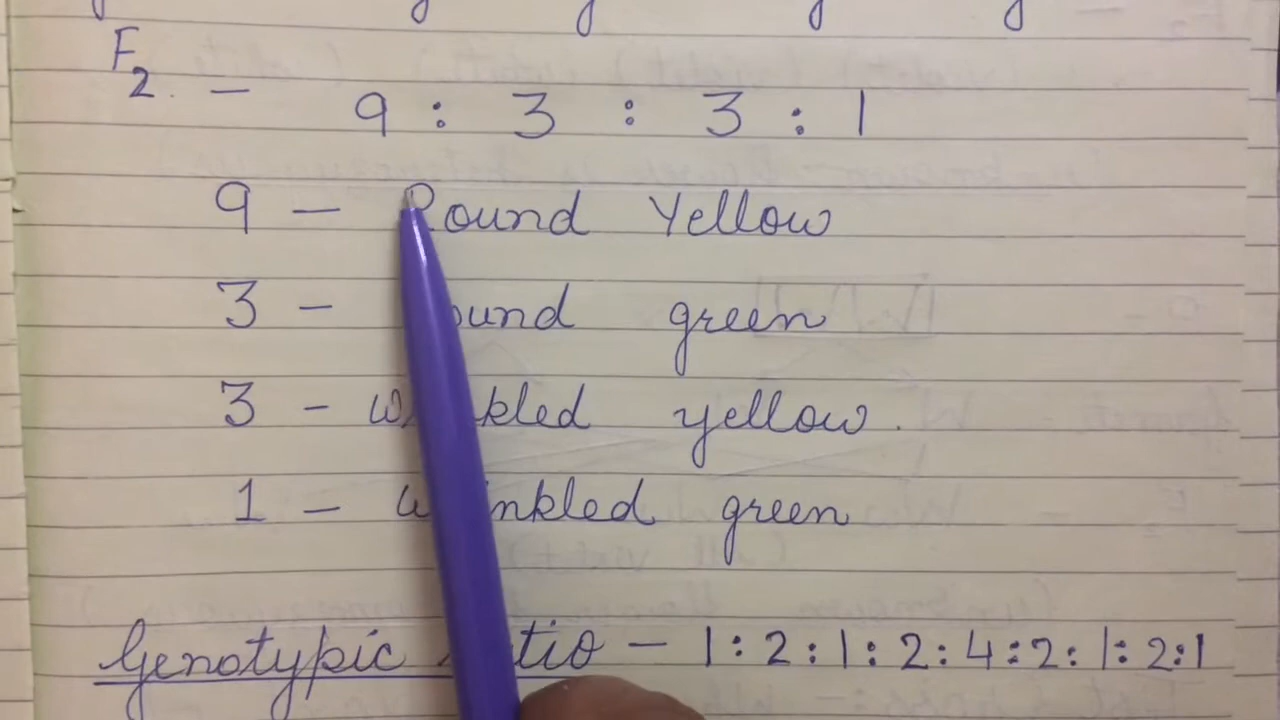 F2 - 9 : 3 : 3 : 1
9 - Round Yellow
3 - ound green
3 - w kled yellow.
1 - w nkled green
Genotypic tio - 1:2:1:2:4:2:1:2:1